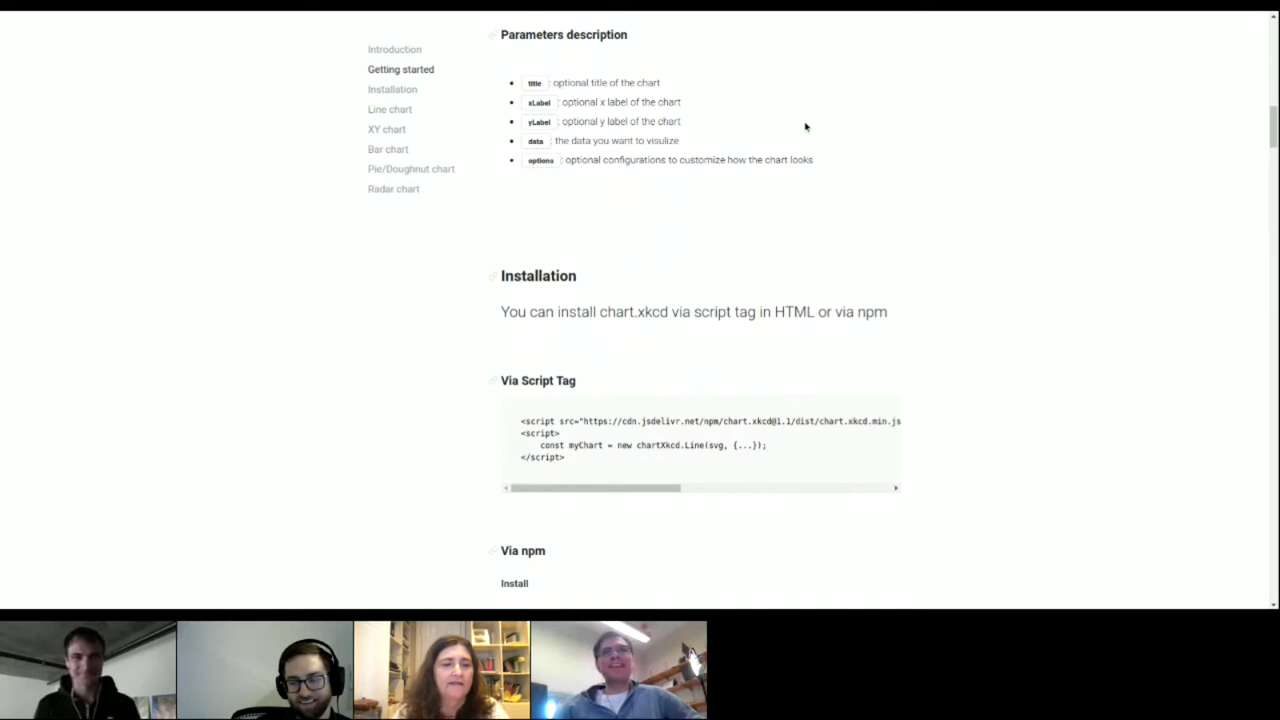 Parameters description
Introduction
Getting started
Installation
Line chart
XY chart
Bar chart
Pie/Doughnut chart
Radar chart
title : optional title of the chart
xLabel : optional x label of the chart
yLabel : optional y label of the chart
data : the data you want to visulize
options : optional configurations to customize how the chart looks
Installation
You can install chart.xkcd via script tag in HTML or via npm
Via Script Tag
<script src="https://cdn.jsdelivr.net/npm/chart.xkcd@1.1/dist/chart.xkcd.min.js
<script>
const myChart = new chartXkcd.Line(svg, {...});
</script>
Via npm
Install